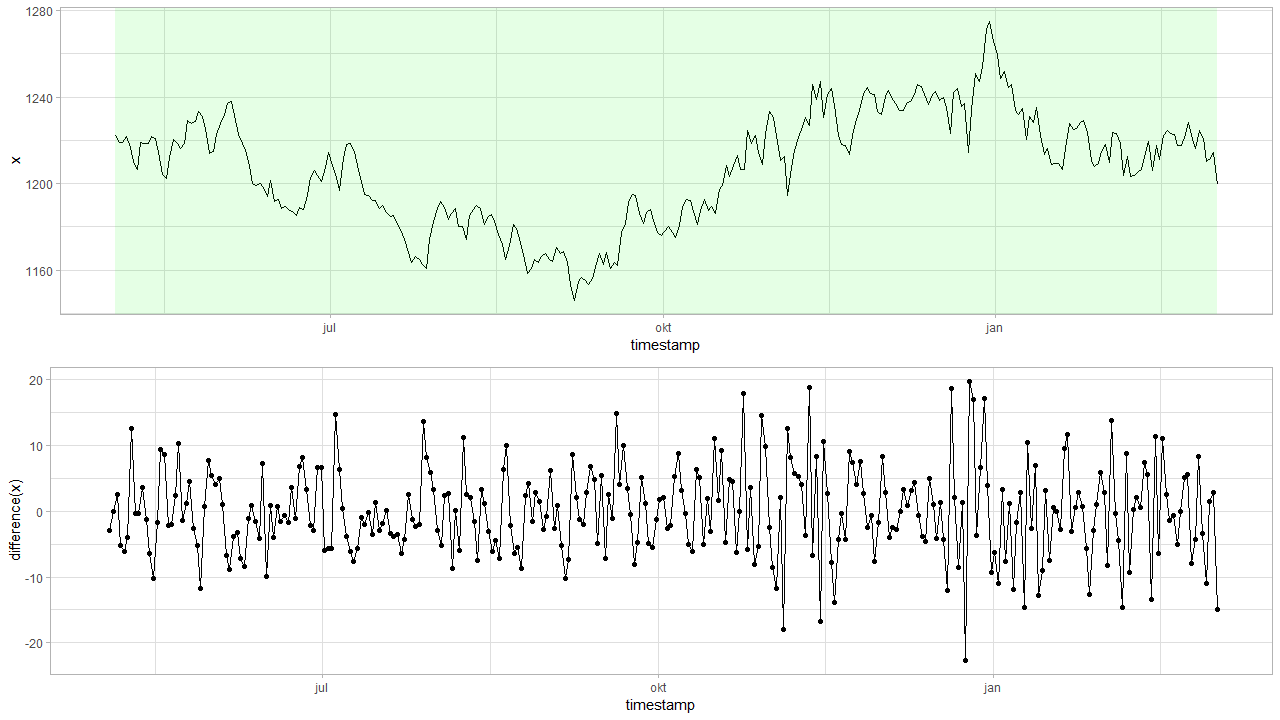 1280
1240
1200
1160
x
jul
okt
jan
timestamp
20
10
0
-10
-20
difference(x)
jul
okt
jan
timestamp